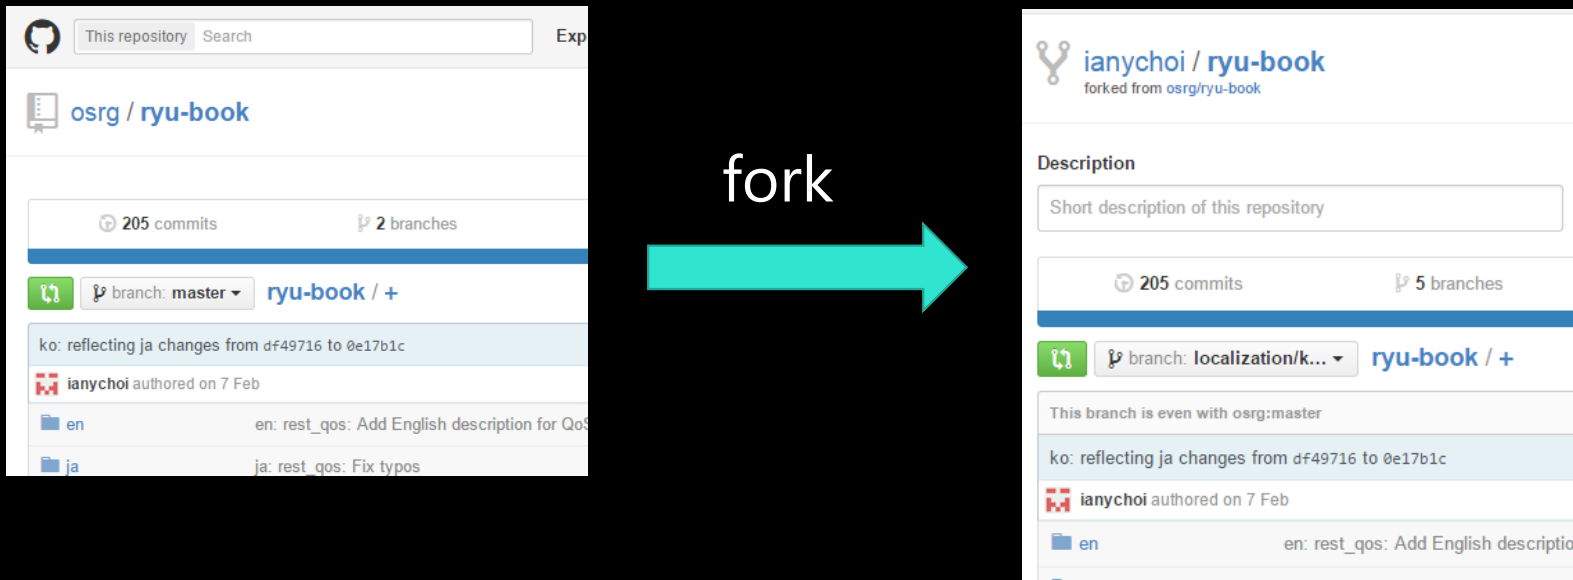 This repository Search
Exp
osrg / ryu-book
205 commits
2 branches
branch: master
ryu-book / +
ko: reflecting ja changes from df49716 to 0e17b1c
ianychoi authored on 7 Feb
en
en: rest_qos: Add English description for QoS
ja
ja: rest_qos: Fix typos
fork
ianychoi / ryu-book
forked from osrg/ryu-book
Description
Short description of this repository
205 commits
5 branches
branch: localization/k...
ryu-book / +
This branch is even with osrg:master
ko: reflecting ja changes from df49716 to 0e17b1c
ianychoi authored on 7 Feb
en
en: rest_qos: Add English descriptio